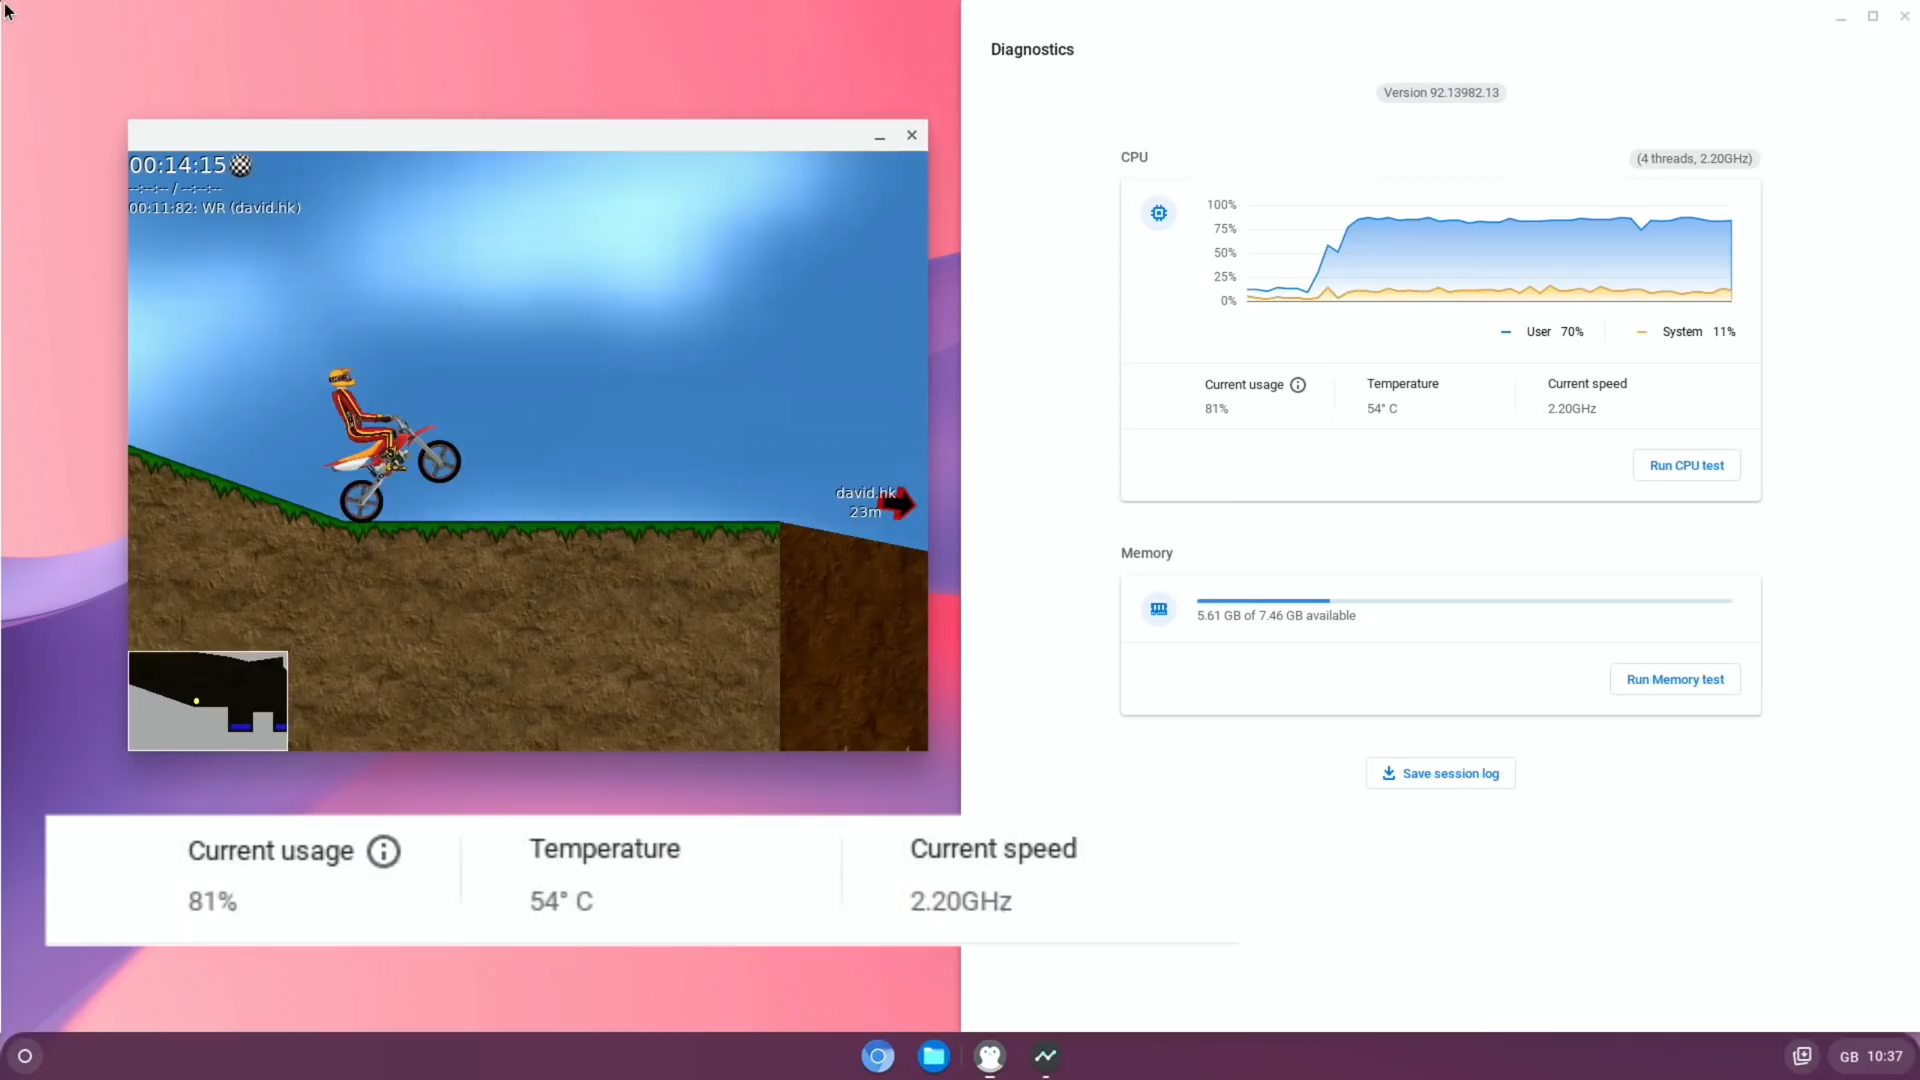 Diagnostics
Version 92.13982.13
00:14:15
--:--:-- / --:--:--
00:11:82: WR (david.hk)
david.hk
23m
CPU
(4 threads, 2.20GHz)
100%
75%
50%
25%
0%
User 70% System 11%
Current usage Temperature Current speed
81% 54° C 2.20GHz
Run CPU test
Memory
5.61 GB of 7.46 GB available
Run Memory test
Save session log
Current usage Temperature Current speed
81% 54° C 2.20GHz
GB 10:37